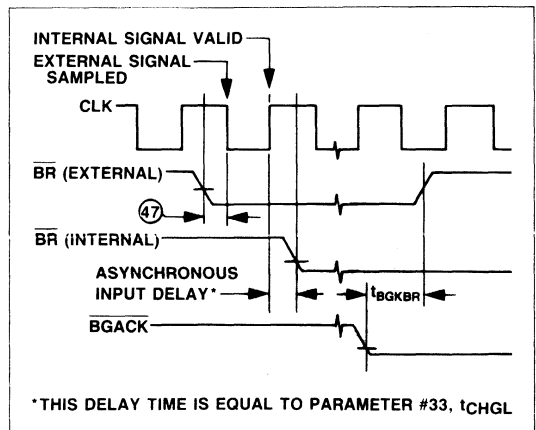 INTERNAL SIGNAL VALID
EXTERNAL SIGNAL
SAMPLED
CLK
BR (EXTERNAL)
47
BR (INTERNAL)
ASYNCHRONOUS
INPUT DELAY*
tBGKBR
BGACK
*THIS DELAY TIME IS EQUAL TO PARAMETER #33, tCHGL